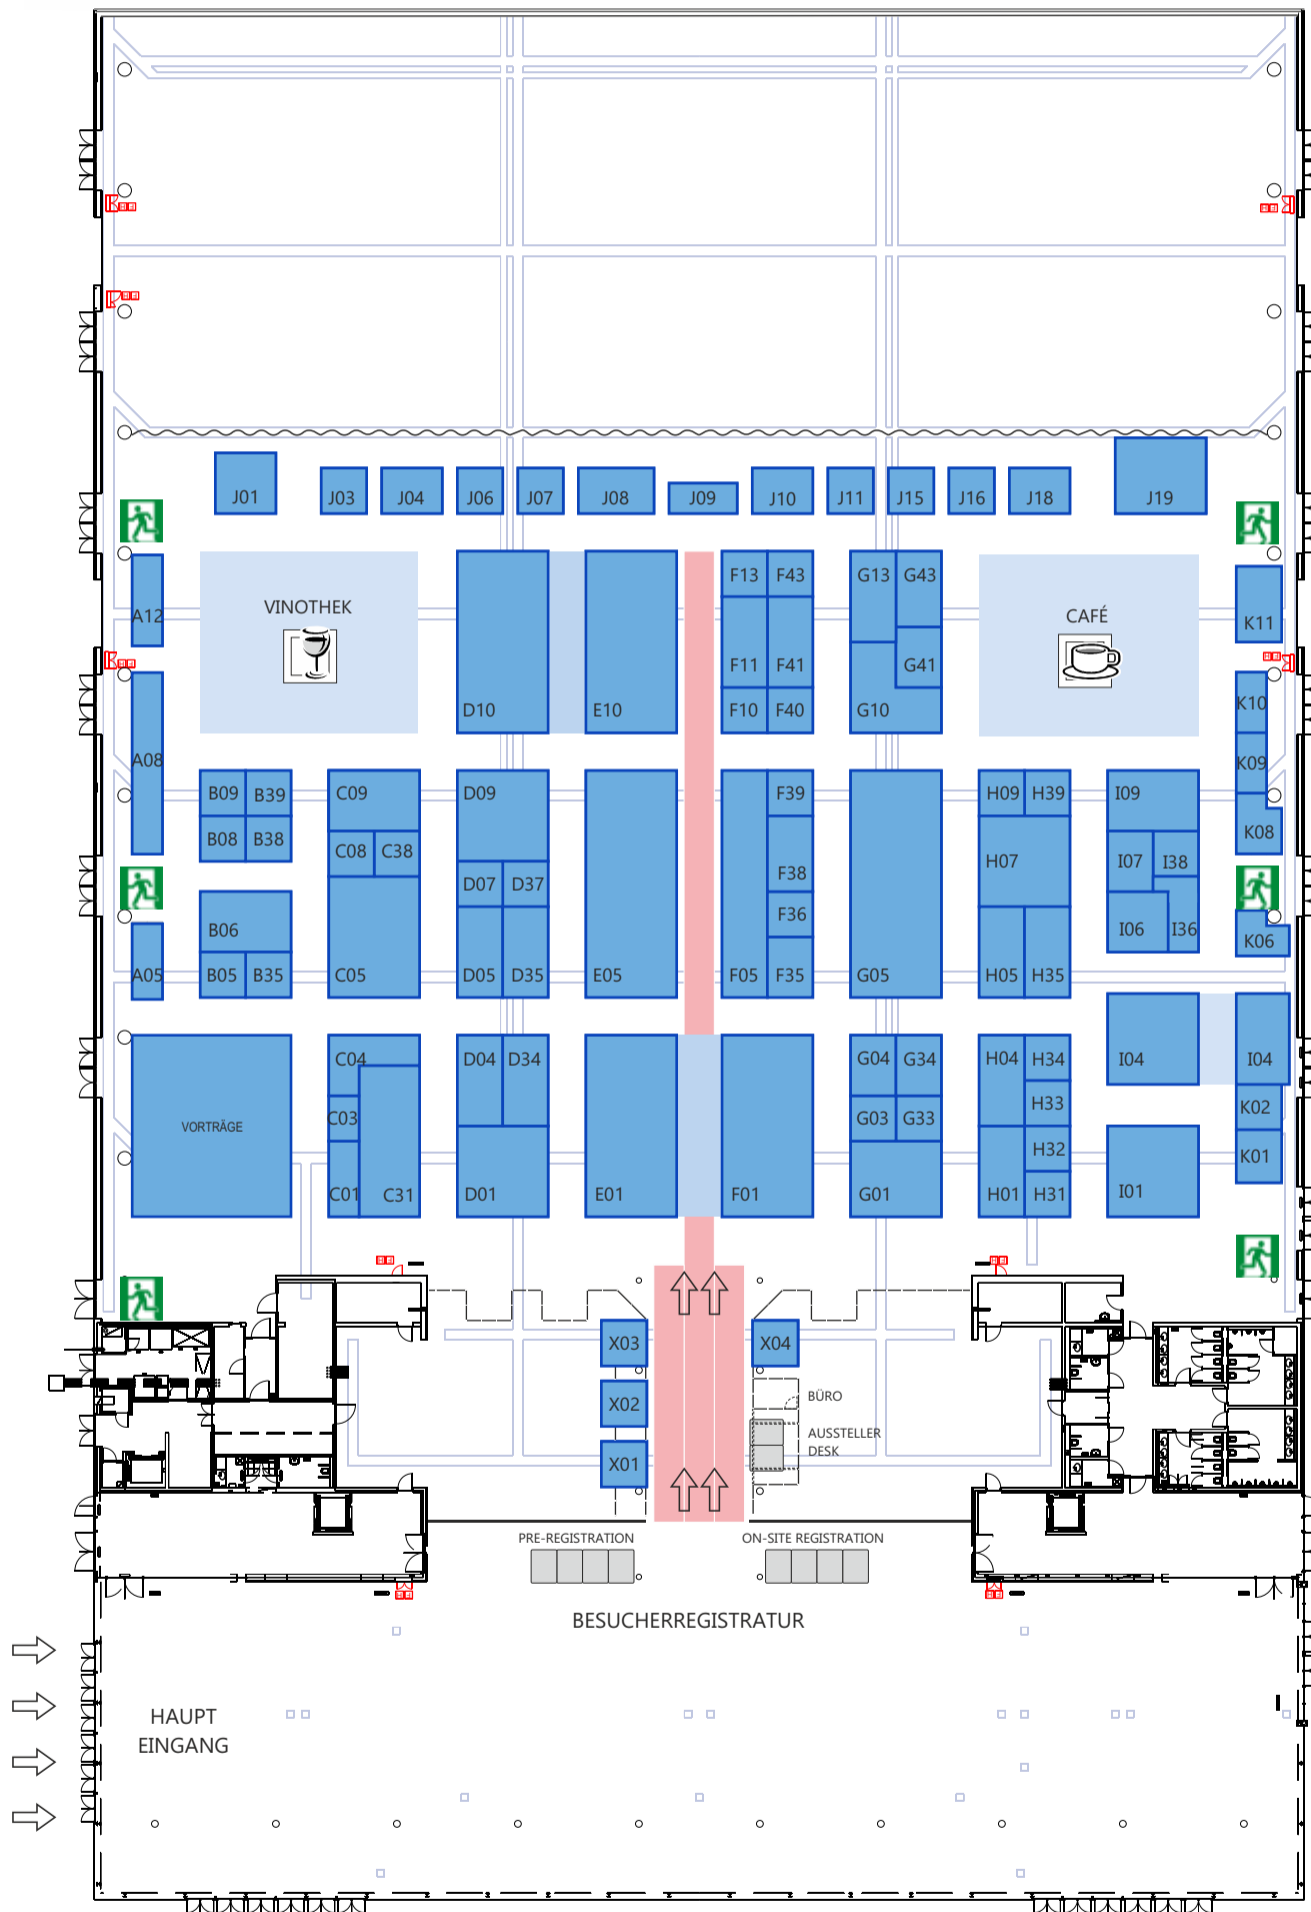 J01 J03 J04 J06 J07 J08 J09 J10 J11 J15 J16 J18 J19
A12 VINOTHEK F13 F43 G13 G43 CAFÉ K11
F11 F41 G41
D10 E10 F10 F40 G10 K10
A08 K09
B09 B39 C09 D09 F39 H09 H39 I09
B08 B38 C08 C38 H07 I07 I38 K08
D07 D37 F38
B06 F36 I06 I36 K06
A05 B05 B35 C05 D05 D35 E05 F05 F35 G05 H05 H35
C04 D04 D34 G04 G34 H04 H34 I04 I04
VORTRÄGE C03 G03 G33 H33 K02
H32 K01
C01 C31 D01 E01 F01 G01 H01 H31 I01
X03 X04
X02 BÜRO
AUSSTELLER
DESK
X01
PRE-REGISTRATION ON-SITE REGISTRATION
BESUCHERREGISTRATUR
HAUPT
EINGANG